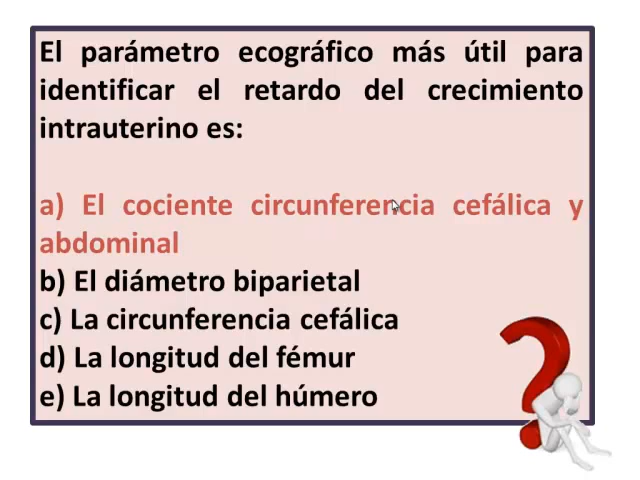 El parámetro ecográfico más útil para
identificar el retardo del crecimiento
intrauterino es:
a) El cociente circunferencia cefálica y
abdominal
b) El diámetro biparietal
c) La circunferencia cefálica
d) La longitud del fémur
e) La longitud del húmero